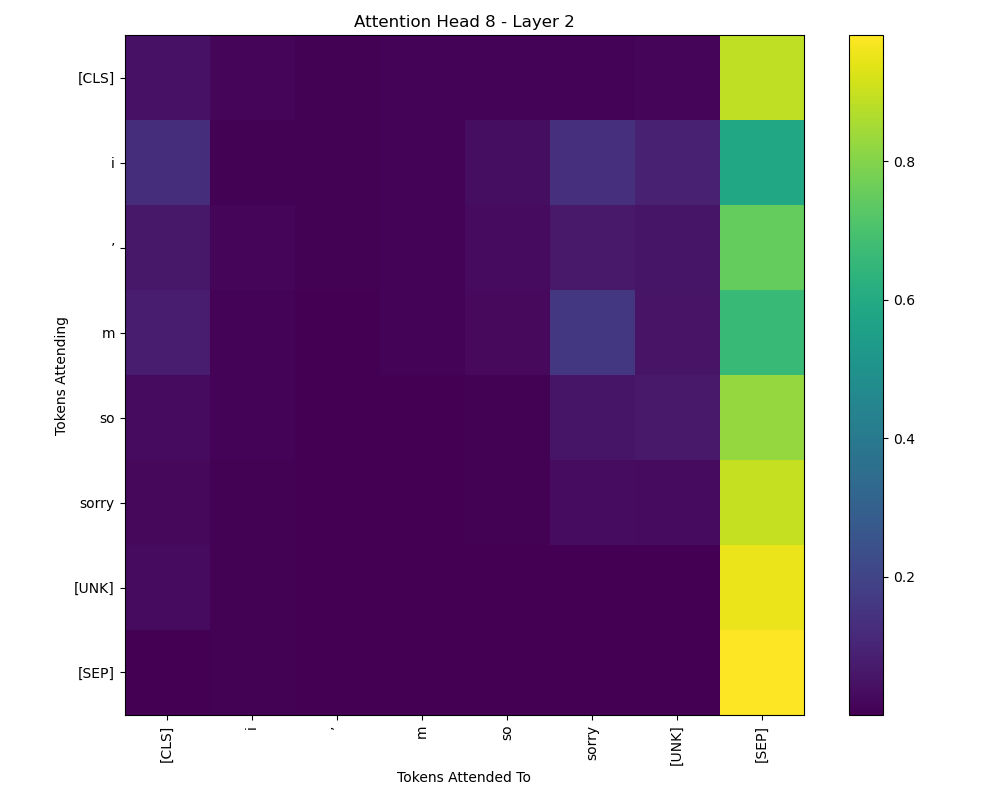 Attention Head 8 - Layer 2
[CLS]
i
’
m
so
sorry
[UNK]
[SEP]
Tokens Attending
[CLS]
i
’
m
so
sorry
[UNK]
[SEP]
Tokens Attended To
0.8
0.6
0.4
0.2